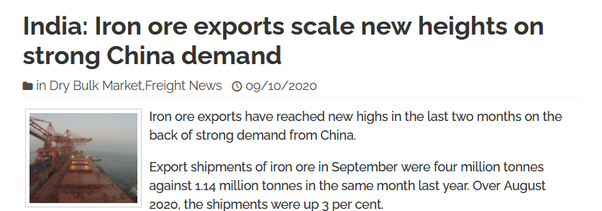 India: Iron ore exports scale new heights on
strong China demand
in Dry Bulk Market,Freight News 09/10/2020
Iron ore exports have reached new highs in the last two months on the
back of strong demand from China.
Export shipments of iron ore in September were four million tonnes
against 1.14 million tonnes in the same month last year. Over August
2020, the shipments were up 3 per cent.